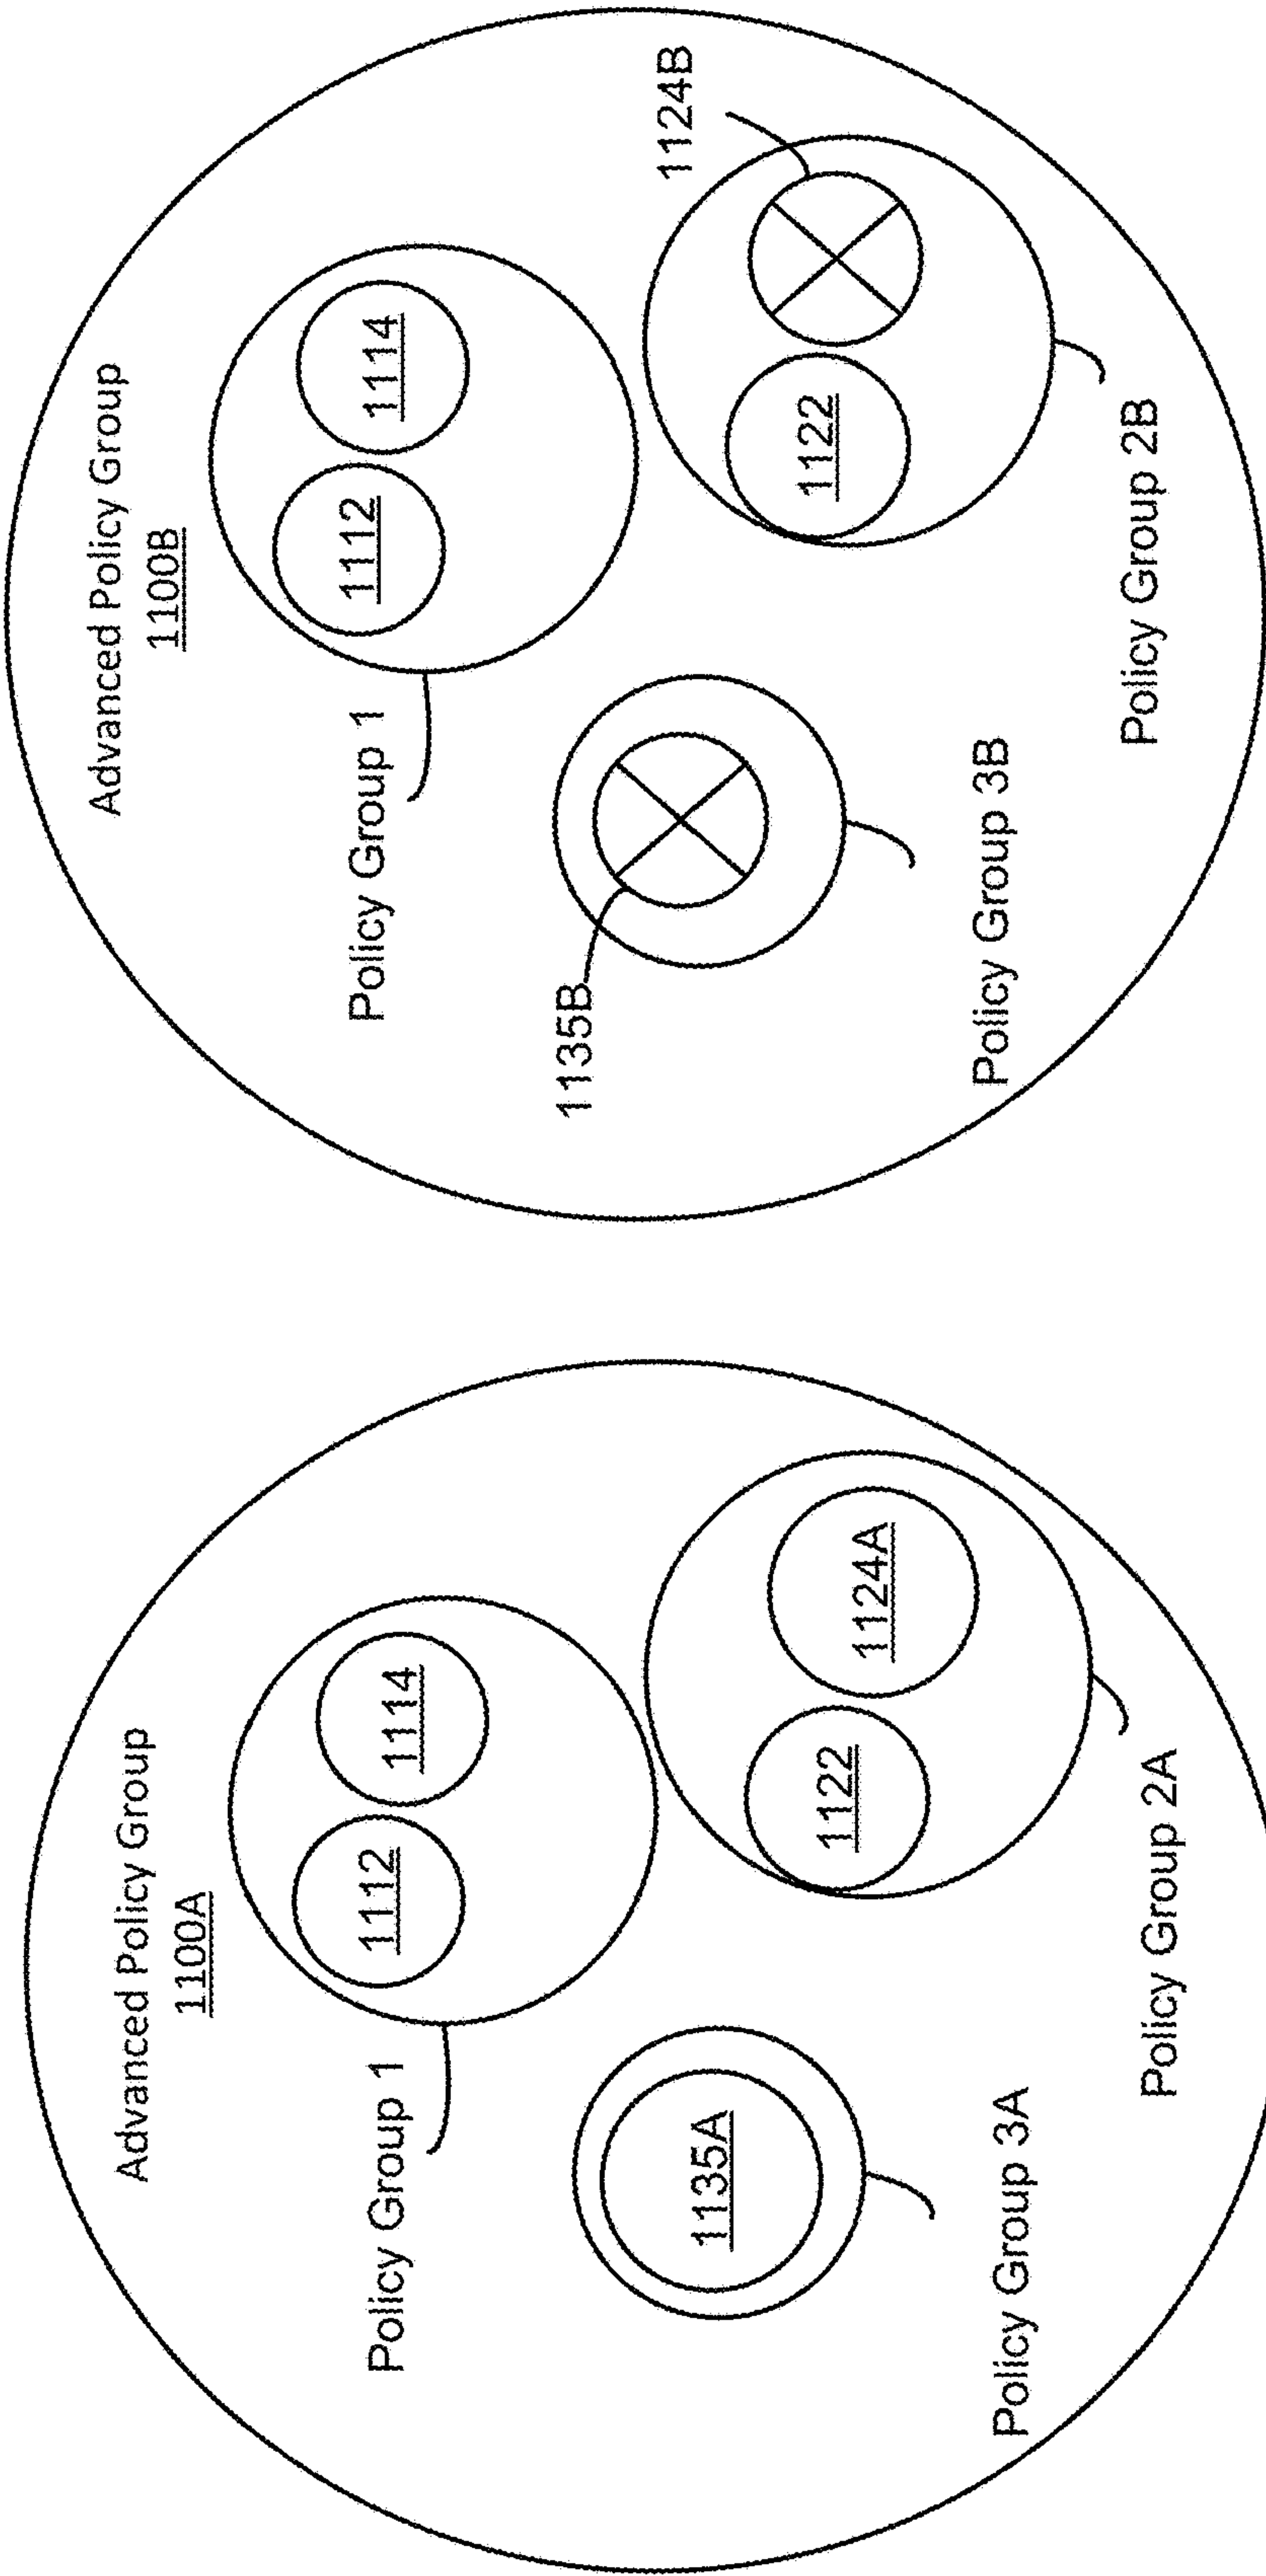 Advanced Policy Group
1100A
Policy Group 1
1112
1114
1135A
1122
1124A
Policy Group 3A
Policy Group 2A
Advanced Policy Group
1100B
Policy Group 1
1112
1114
1135B
1122
1124B
Policy Group 3B
Policy Group 2B